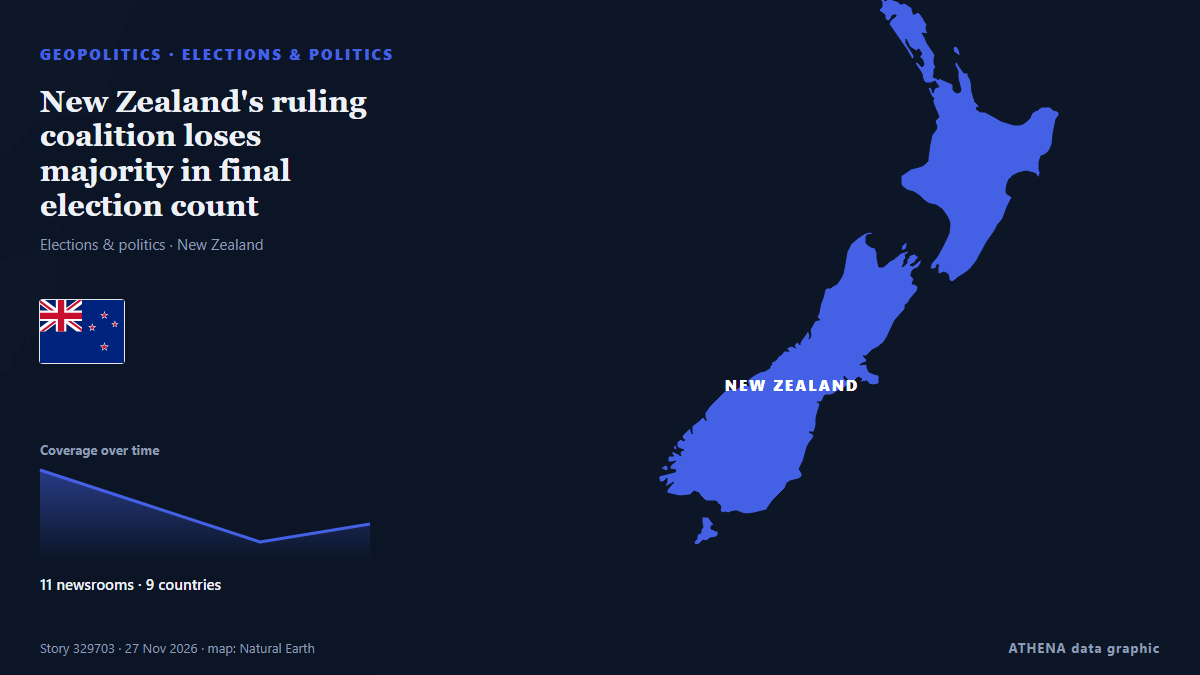 GEOPOLITICS · ELECTIONS & POLITICS
New Zealand's ruling
coalition loses
majority in final
election count
Elections & politics · New Zealand
NEW ZEALAND
Coverage over time
11 newsrooms · 9 countries
Story 329703 · 27 Nov 2026 · map: Natural Earth
ATHENA data graphic